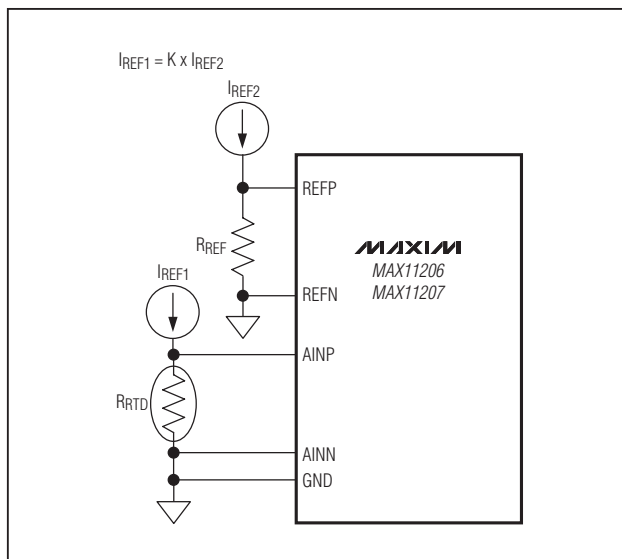 IREF1 = K x IREF2
IREF2
REFP
RREF
MAXIM
MAX11206
MAX11207
IREF1
REFN
AINP
RRTD
AINN
GND